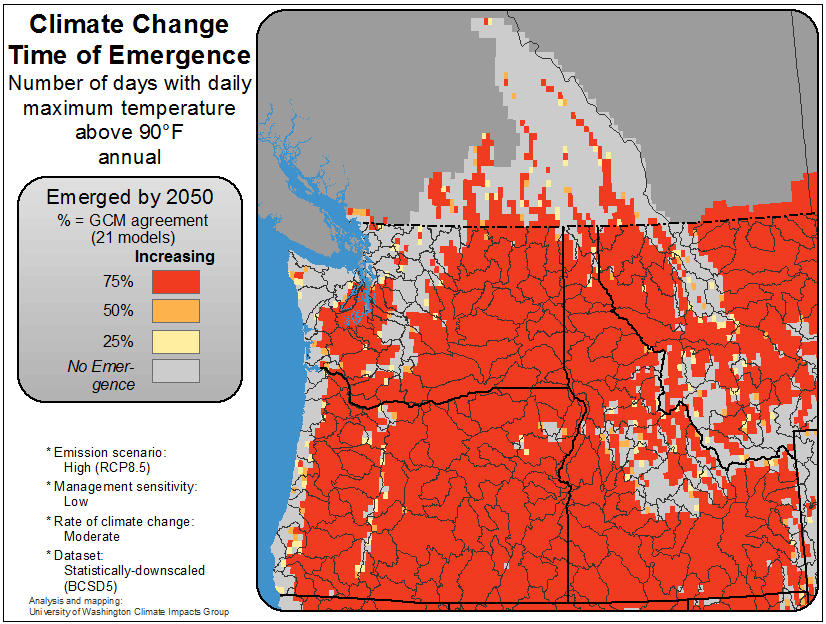 Climate Change
Time of Emergence
Number of days with daily
maximum temperature
above 90°F
annual
Emerged by 2050
% = GCM agreement
(21 models)
Increasing
75%
50%
25%
No Emer-
gence
* Emission scenario:
High (RCP8.5)
* Management sensitivity:
Low
* Rate of climate change:
Moderate
* Dataset:
Statistically-downscaled
(BCSD5)
Analysis and mapping:
University of Washington Climate Impacts Group